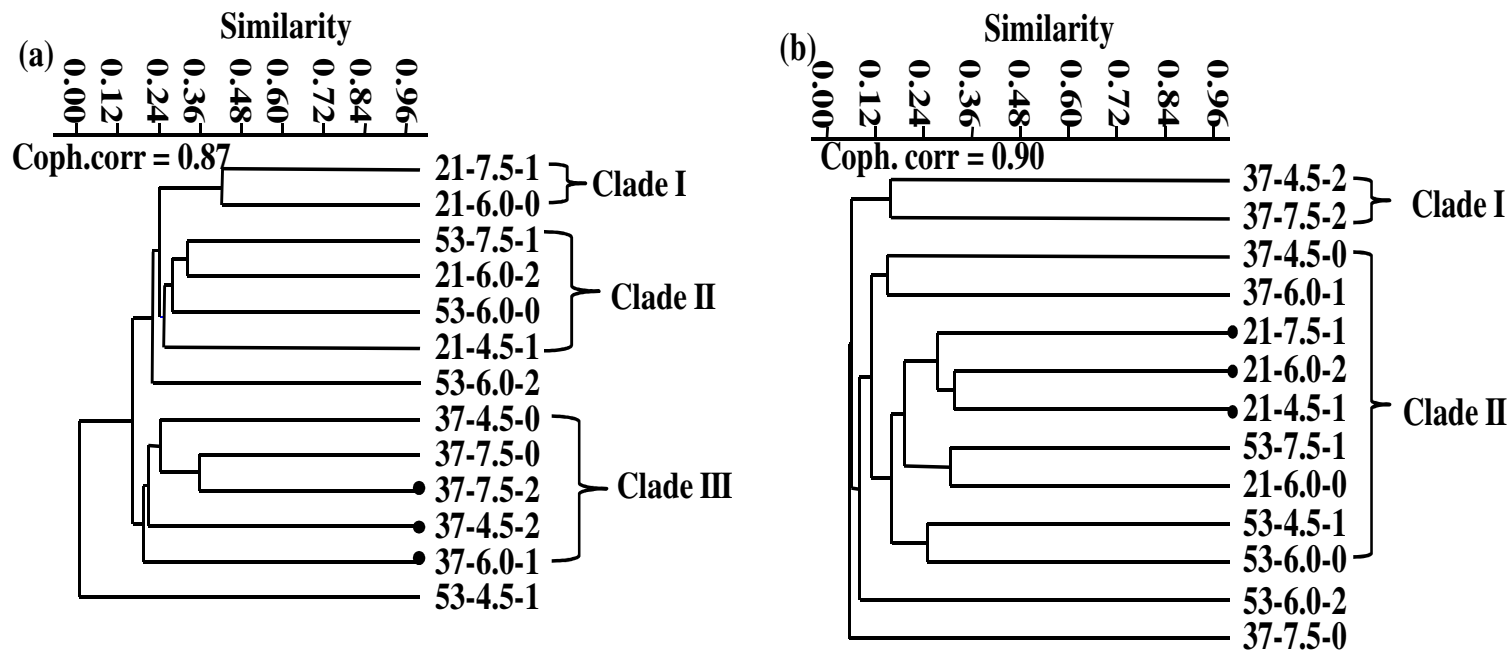 (a)
Similarity
0.00 0.12 0.24 0.36 0.48 0.60 0.72 0.84 0.96
Coph.corr = 0.87
21-7.5-1
21-6.0-0
Clade I
53-7.5-1
21-6.0-2
53-6.0-0
21-4.5-1
Clade II
53-6.0-2
37-4.5-0
37-7.5-0
37-7.5-2
37-4.5-2
37-6.0-1
Clade III
53-4.5-1
(b)
Similarity
0.00 0.12 0.24 0.36 0.48 0.60 0.72 0.84 0.96
Coph. corr = 0.90
37-4.5-2
37-7.5-2
Clade I
37-4.5-0
37-6.0-1
21-7.5-1
21-6.0-2
21-4.5-1
53-7.5-1
21-6.0-0
53-4.5-1
53-6.0-0
Clade II
53-6.0-2
37-7.5-0